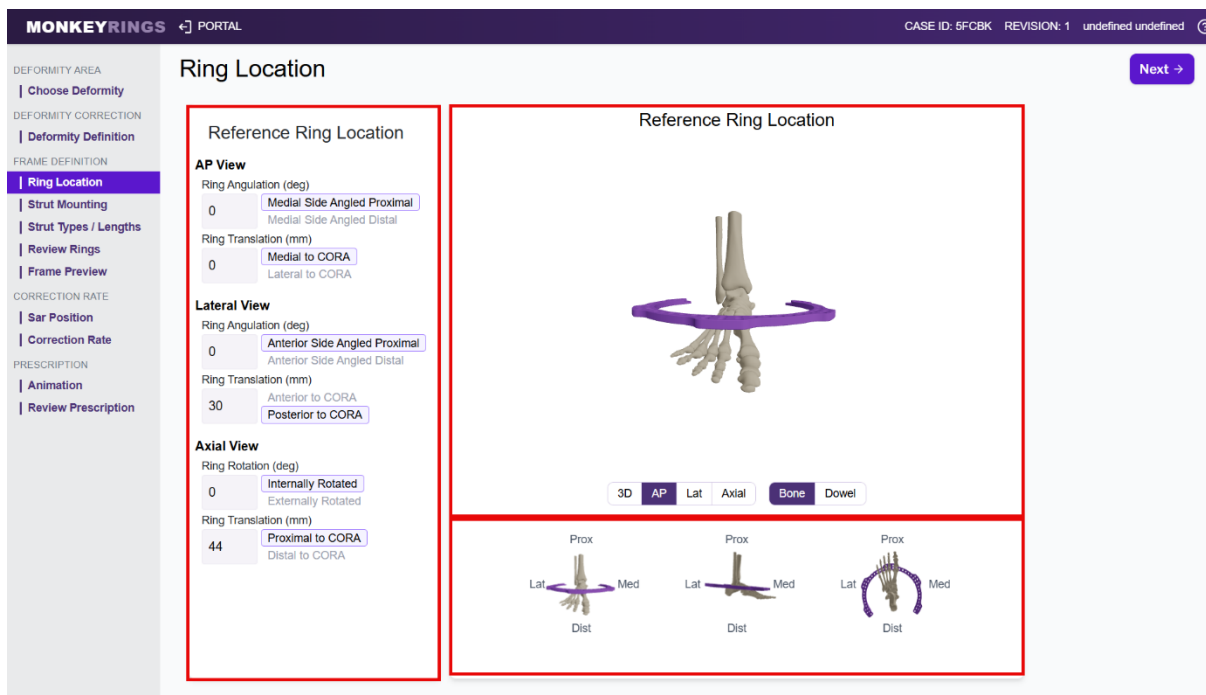 MONKEYRINGS PORTAL CASE ID: 5FCBK REVISION: 1 undefined undefined
DEFORMITY AREA
Choose Deformity
DEFORMITY CORRECTION
Deformity Definition
FRAME DEFINITION
Ring Location
Strut Mounting
Strut Types / Lengths
Review Rings
Frame Preview
CORRECTION RATE
Sar Position
Correction Rate
PRESCRIPTION
Animation
Review Prescription
Ring Location
Next →
Reference Ring Location
AP View
Ring Angulation (deg)
0
Medial Side Angled Proximal
Medial Side Angled Distal
Ring Translation (mm)
0
Medial to CORA
Lateral to CORA
Lateral View
Ring Angulation (deg)
0
Anterior Side Angled Proximal
Anterior Side Angled Distal
Ring Translation (mm)
30
Anterior to CORA
Posterior to CORA
Axial View
Ring Rotation (deg)
0
Internally Rotated
Externally Rotated
Ring Translation (mm)
44
Proximal to CORA
Distal to CORA
Reference Ring Location
3D AP Lat Axial Bone Dowel
Prox Prox Prox
Lat Med Lat Med Lat Med
Dist Dist Dist